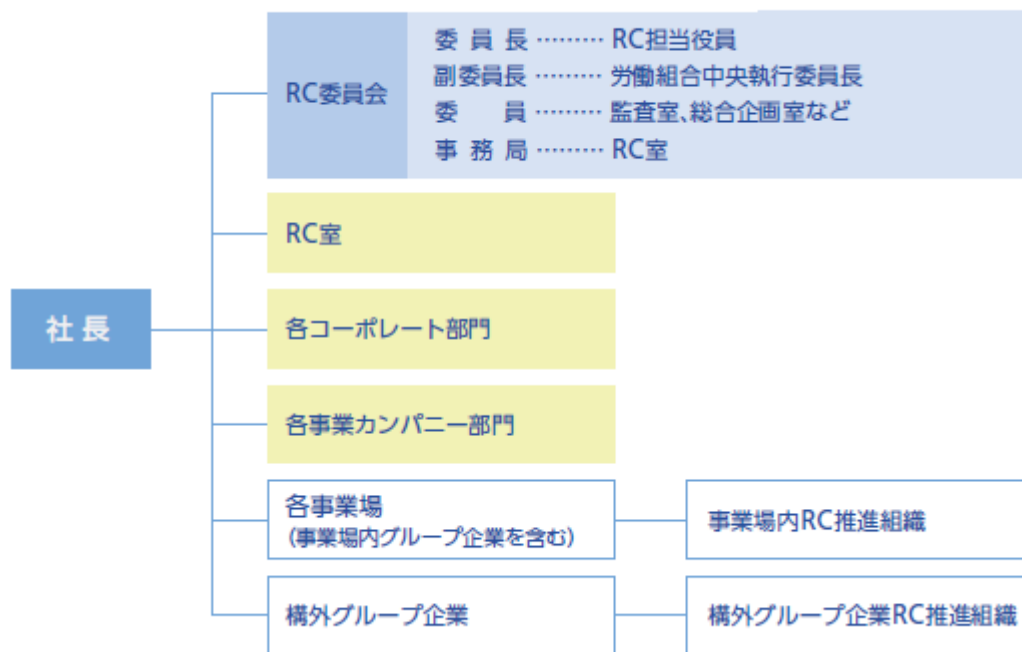 社長
RC委員会
委員長 ……… RC担当役員
副委員長 ……… 労働組合中央執行委員長
委員 ……… 監査室、総合企画室など
事務局 ……… RC室
RC室
各コーポレート部門
各事業カンパニー部門
各事業場
(事業場内グループ企業を含む)
事業場内RC推進組織
構外グループ企業
構外グループ企業RC推進組織